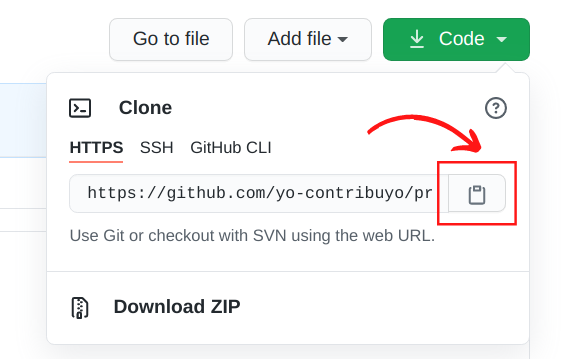 Go to file
Add file
Code
Clone
HTTPS SSH GitHub CLI
https://github.com/yo-contribuyo/pr
Use Git or checkout with SVN using the web URL.
Download ZIP